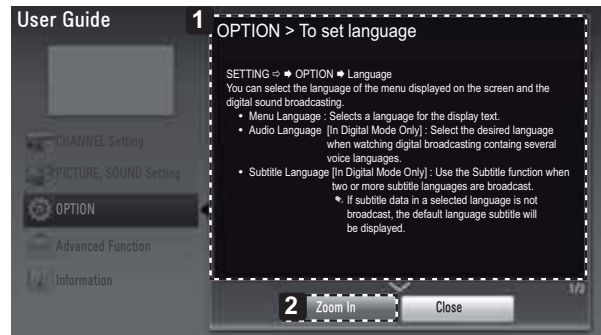 User Guide
1
OPTION > To set language
SETTING ⇨ ➡ OPTION ➡ Language
You can select the language of the menu displayed on the screen and the
digital sound broadcasting.
• Menu Language : Selects a language for the display text.
• Audio Language [In Digital Mode Only] : Select the desired language
when watching digital broadcasting containg several
voice languages.
• Subtitle Language [In Digital Mode Only] : Use the Subtitle function when
two or more subtitle languages are broadcast.
✎ If subtitle data in a selected language is not
broadcast, the default language subtitle will
be displayed.
CHANNEL Setting
PICTURE, SOUND Setting
OPTION
Advanced Function
Information
1/3
2
Zoom In
Close